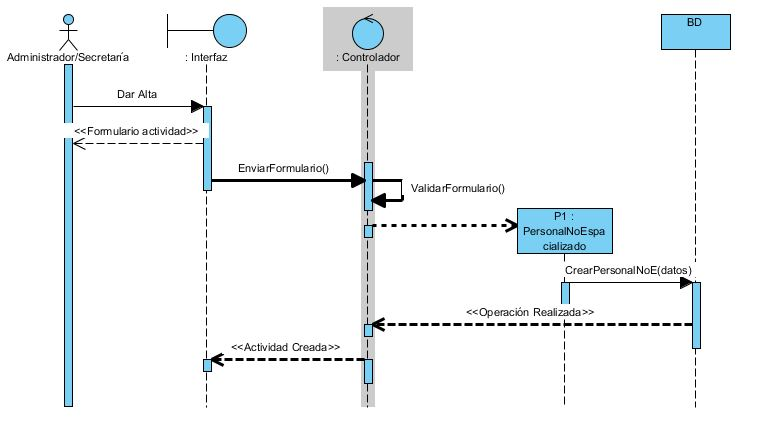 Administrador/Secretaría
: Interfaz
: Controlador
BD
Dar Alta
<<Formulario actividad>>
EnviarFormulario()
ValidarFormulario()
P1 :
PersonalNoEspa
cializado
CrearPersonalNoE(datos)
<<Operación Realizada>>
<<Actividad Creada>>